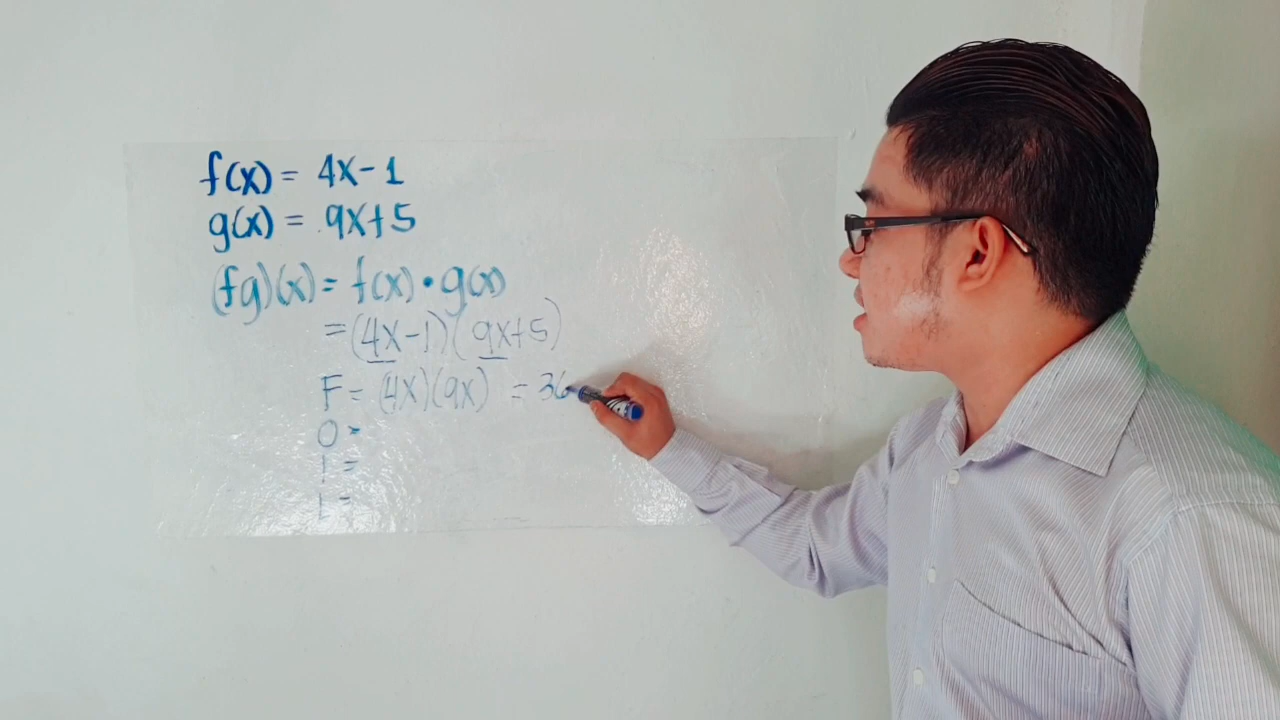 f(x) = 4x - 1
g(x) = 9x + 5
(fg)(x) = f(x) • g(x)
= (4x - 1)(9x + 5)
F = (4x)(9x) = 36
O =
I =
L =